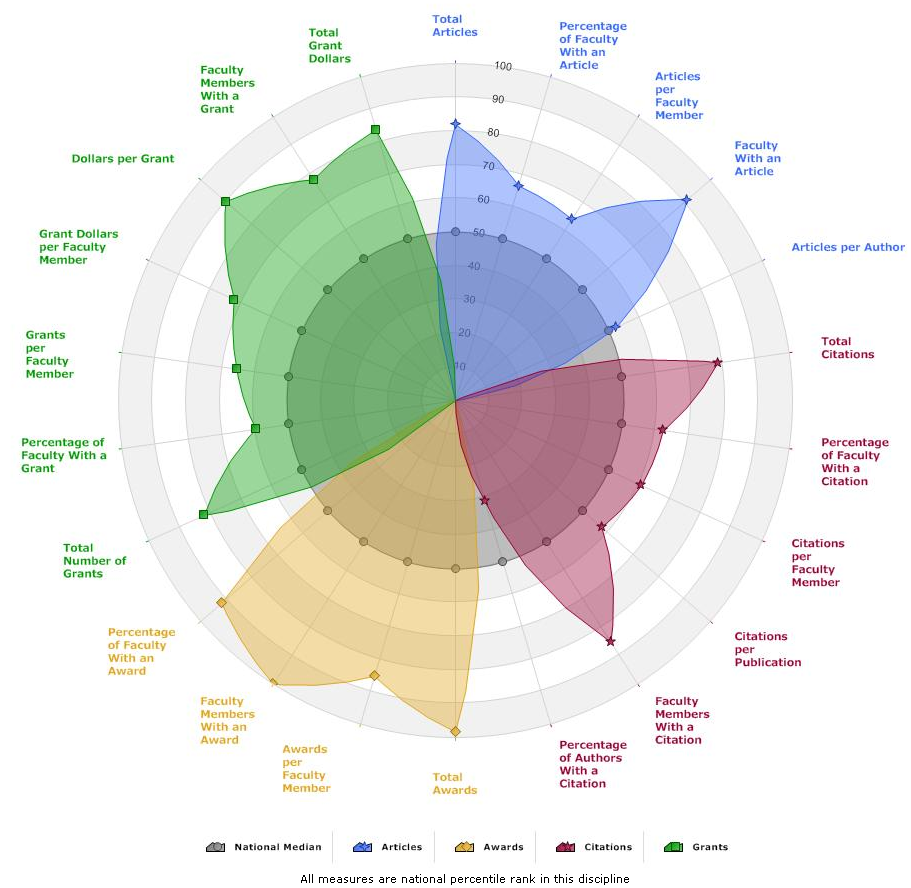 Total
Articles
Percentage
of Faculty
With an
Article
Articles
per
Faculty
Member
Faculty
With an
Article
Articles per Author
Total
Citations
Percentage
of Faculty
With a
Citation
Citations
per
Faculty
Member
Citations
per
Publication
Faculty
Members
With a
Citation
Percentage
of Authors
With a
Citation
Total
Awards
Awards
per
Faculty
Member
Faculty
Members
With an
Award
Percentage
of Faculty
With an
Award
Total
Number of
Grants
Percentage of
Faculty With a
Grant
Grants
per
Faculty
Member
Grant Dollars
per Faculty
Member
Dollars per Grant
Faculty
Members
With a
Grant
Total
Grant
Dollars
100
90
80
70
60
50
40
30
20
10
National Median
Articles
Awards
Citations
Grants
All measures are national percentile rank in this discipline